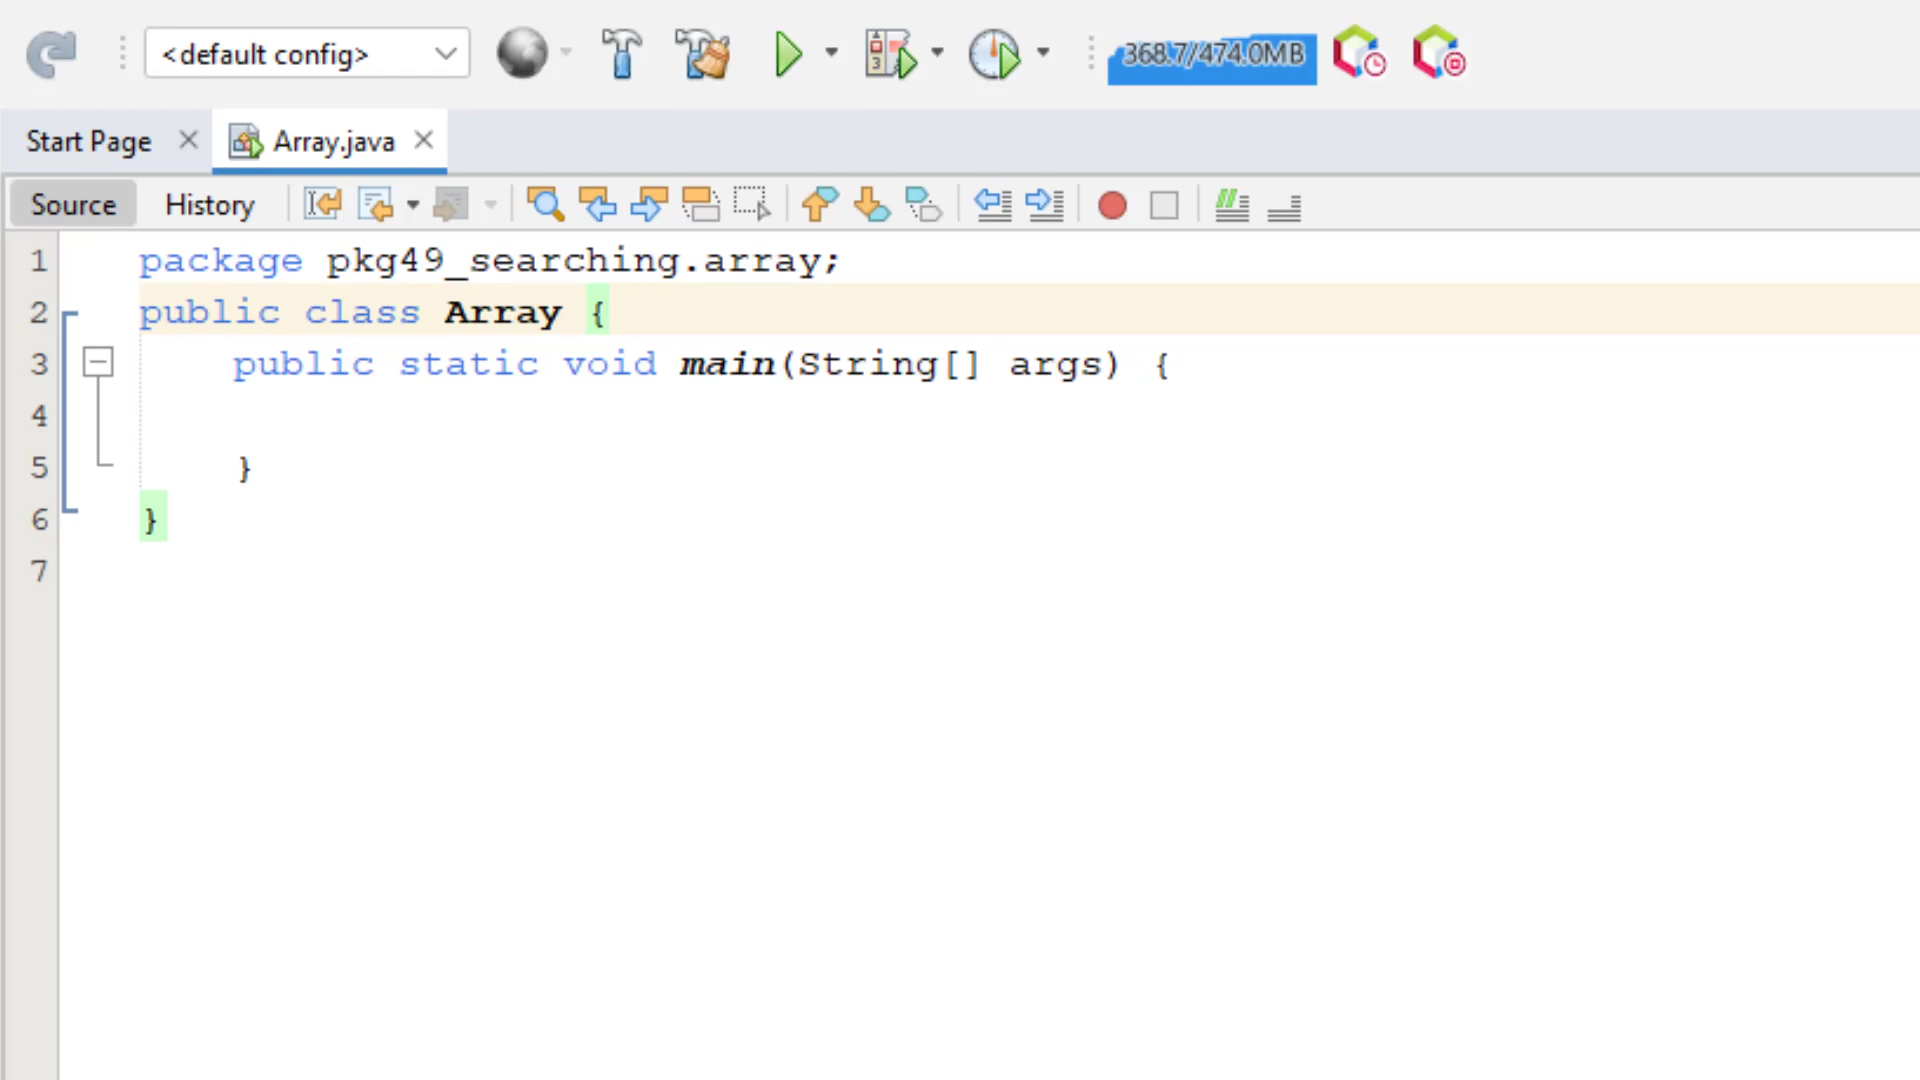 <default config>
368.7/474.0MB
Start Page
Array.java
Source
History
1 package pkg49_searching.array;
2 public class Array {
3 public static void main(String[] args) {
4
5 }
6 }
7